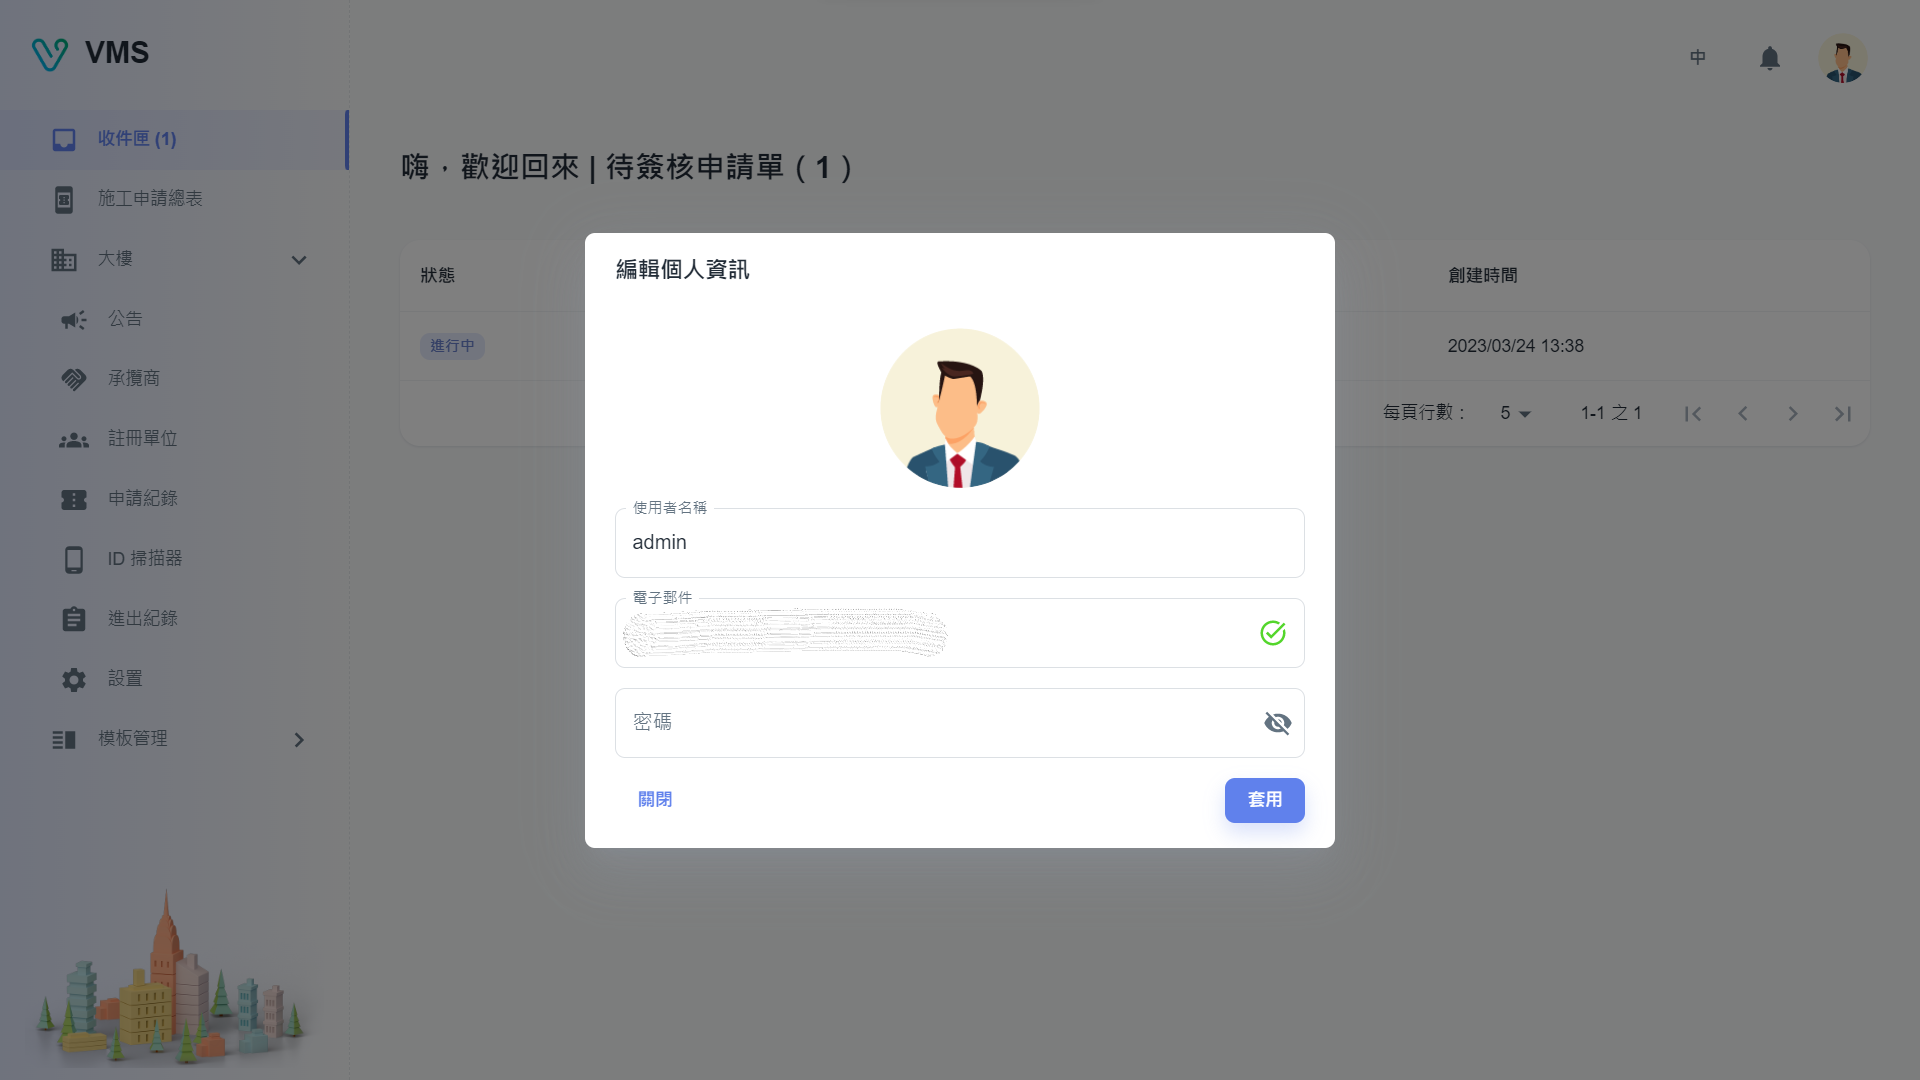 VMS
中
收件匣 (1)
施工申請總表
大樓
公告
承攬商
註冊單位
申請紀錄
ID 掃描器
進出紀錄
設置
模板管理
嗨，歡迎回來 | 待簽核申請單 ( 1 )
狀態
創建時間
進行中
2023/03/24 13:38
每頁行數：
5
1-1 之 1
編輯個人資訊
使用者名稱
admin
電子郵件
密碼
關閉
套用